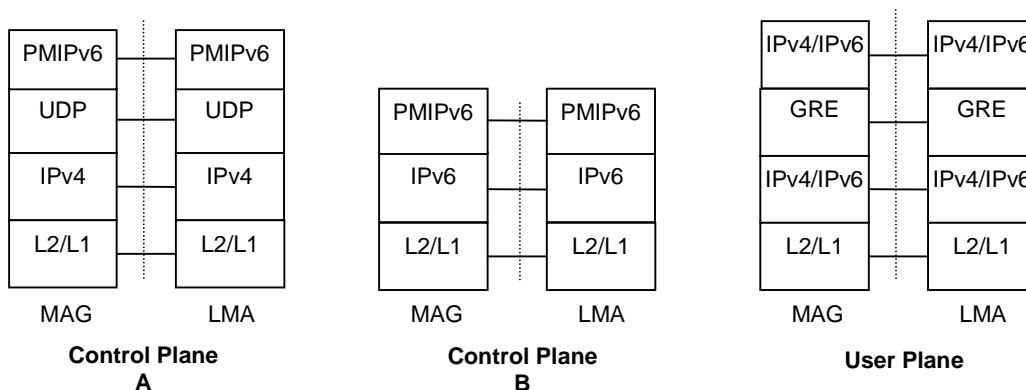 PMIPv6 PMIPv6
UDP UDP
IPv4 IPv4
L2/L1 L2/L1
MAG LMA
Control Plane
A
PMIPv6 PMIPv6
IPv6 IPv6
L2/L1 L2/L1
MAG LMA
Control Plane
B
IPv4/IPv6 IPv4/IPv6
GRE GRE
IPv4/IPv6 IPv4/IPv6
L2/L1 L2/L1
MAG LMA
User Plane